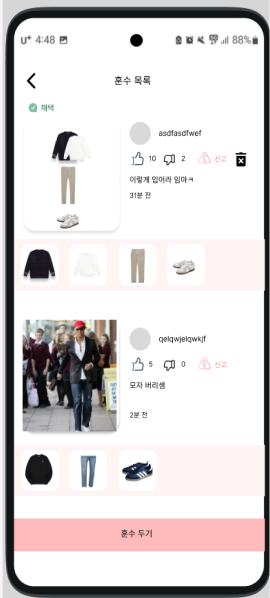 U+ 4:48 88%
훈수 목록
채택
asdfasdfwef
10 2 신고
이렇게 입어라 임마ㅋ
31분 전
qelqwjelqwkjf
5 0 신고
모자 버리셈
2분 전
훈수 두기